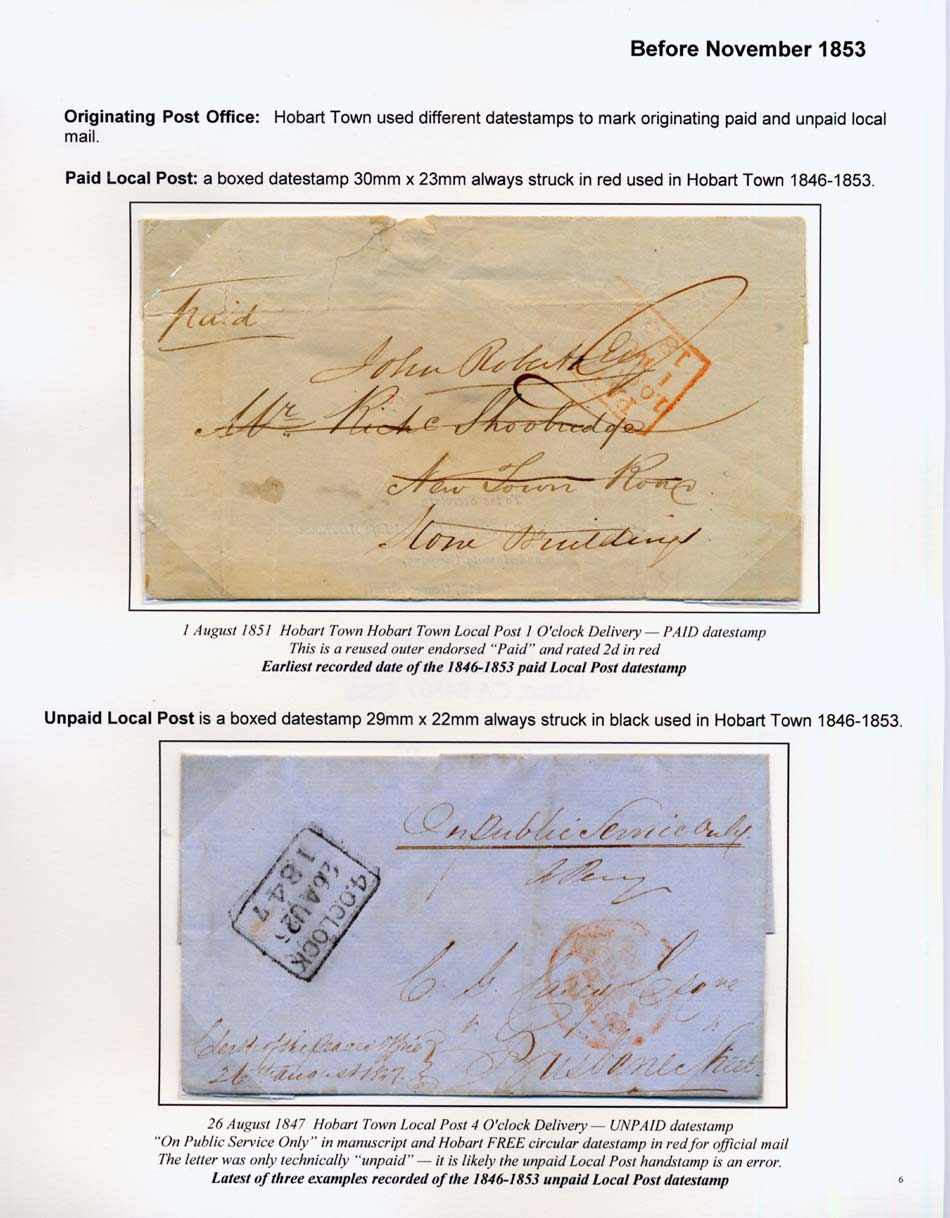 Before November 1853
Originating Post Office: Hobart Town used different datestamps to mark originating paid and unpaid local
mail.
Paid Local Post: a boxed datestamp 30mm x 23mm always struck in red used in Hobart Town 1846-1853.
Paid
John Roberts Esq
Mr. Richd Shoobridge
New Town Road
Stone Buildings
1 August 1851 Hobart Town Hobart Town Local Post 1 O'clock Delivery — PAID datestamp
This is a reused outer endorsed “Paid” and rated 2d in red
Earliest recorded date of the 1846-1853 paid Local Post datestamp
Unpaid Local Post is a boxed datestamp 29mm x 22mm always struck in black used in Hobart Town 1846-1853.
On Public Service Only.
4.OCLOCK
26AU26
1847
Esqre
Clerk of the Peace Office
26th August 1847.
Brisbane Street.
26 August 1847 Hobart Town Local Post 4 O'clock Delivery — UNPAID datestamp
“On Public Service Only” in manuscript and Hobart FREE circular datestamp in red for official mail
The letter was only technically “unpaid” — it is likely the unpaid Local Post handstamp is an error.
Latest of three examples recorded of the 1846-1853 unpaid Local Post datestamp
6